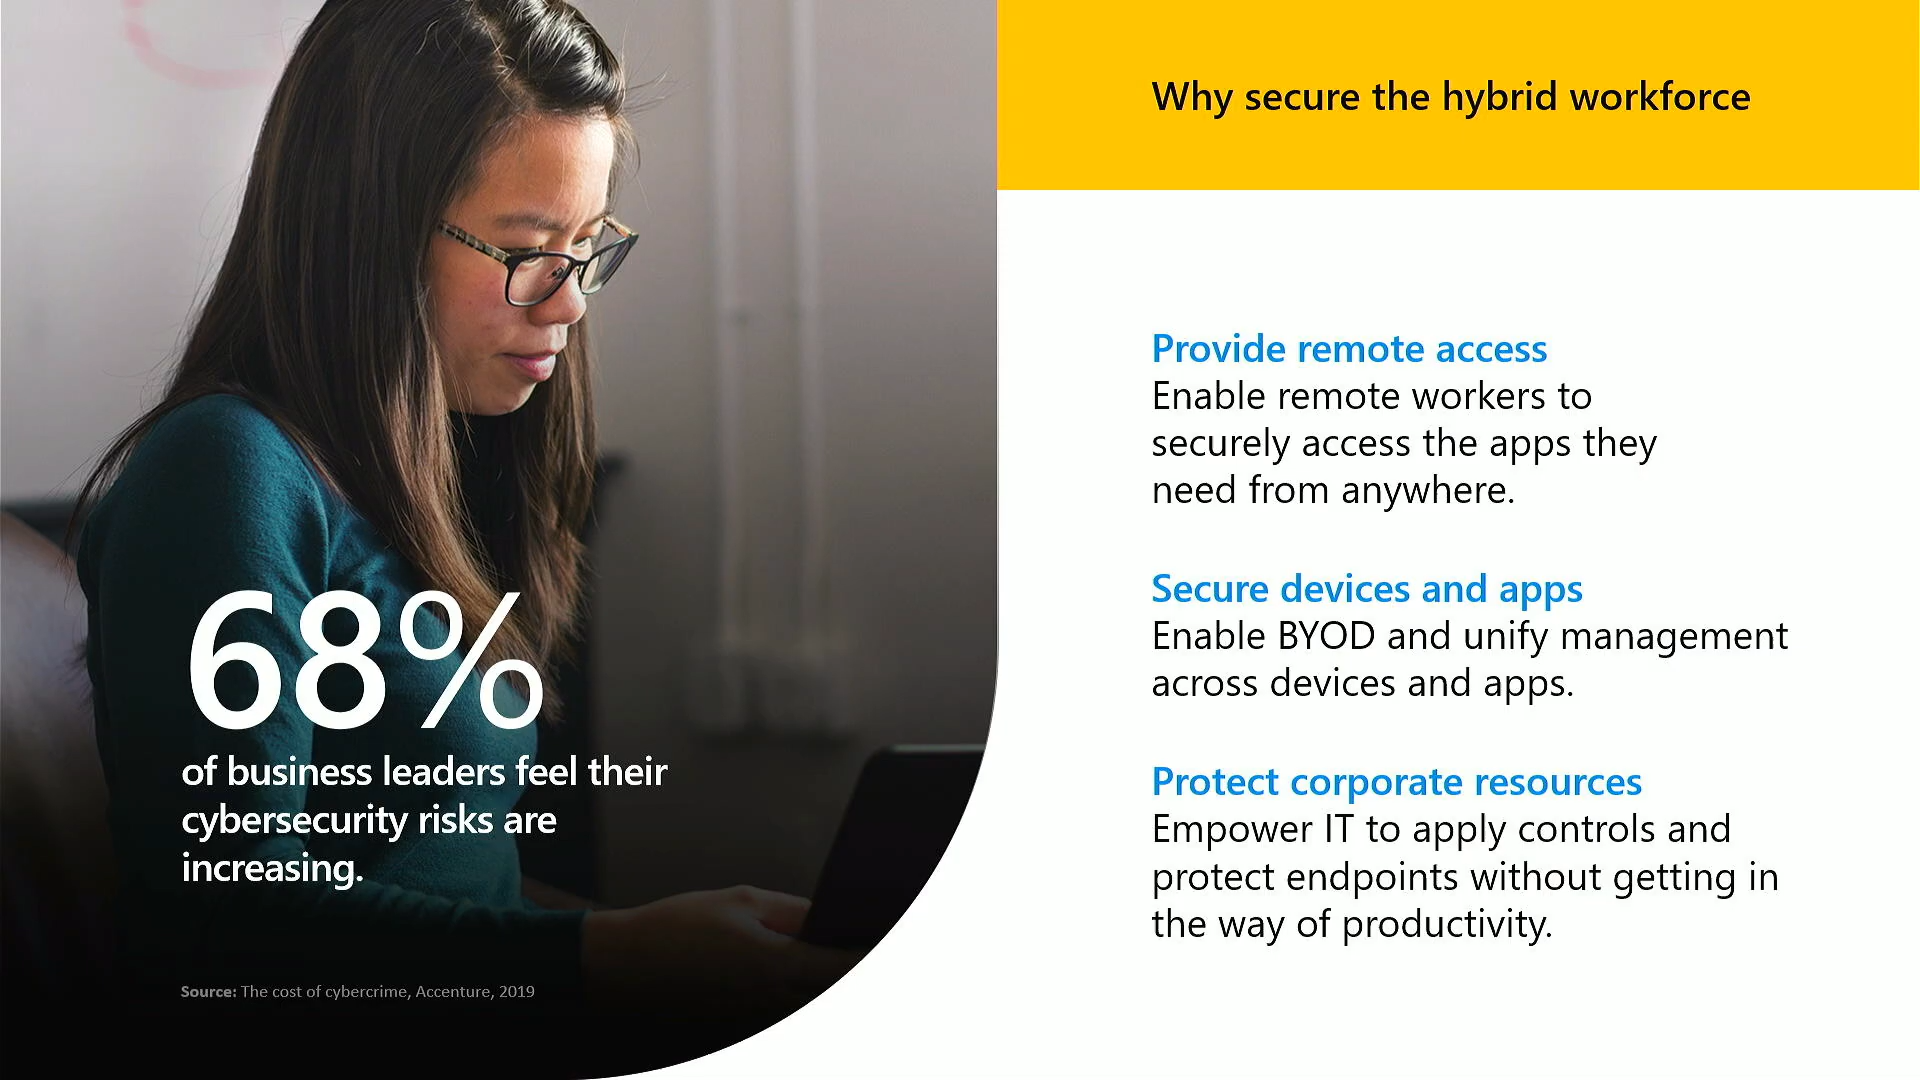 Why secure the hybrid workforce
Provide remote access
Enable remote workers to
securely access the apps they
need from anywhere.
Secure devices and apps
Enable BYOD and unify management
across devices and apps.
Protect corporate resources
Empower IT to apply controls and
protect endpoints without getting in
the way of productivity.
68%
of business leaders feel their
cybersecurity risks are
increasing.
Source: The cost of cybercrime, Accenture, 2019